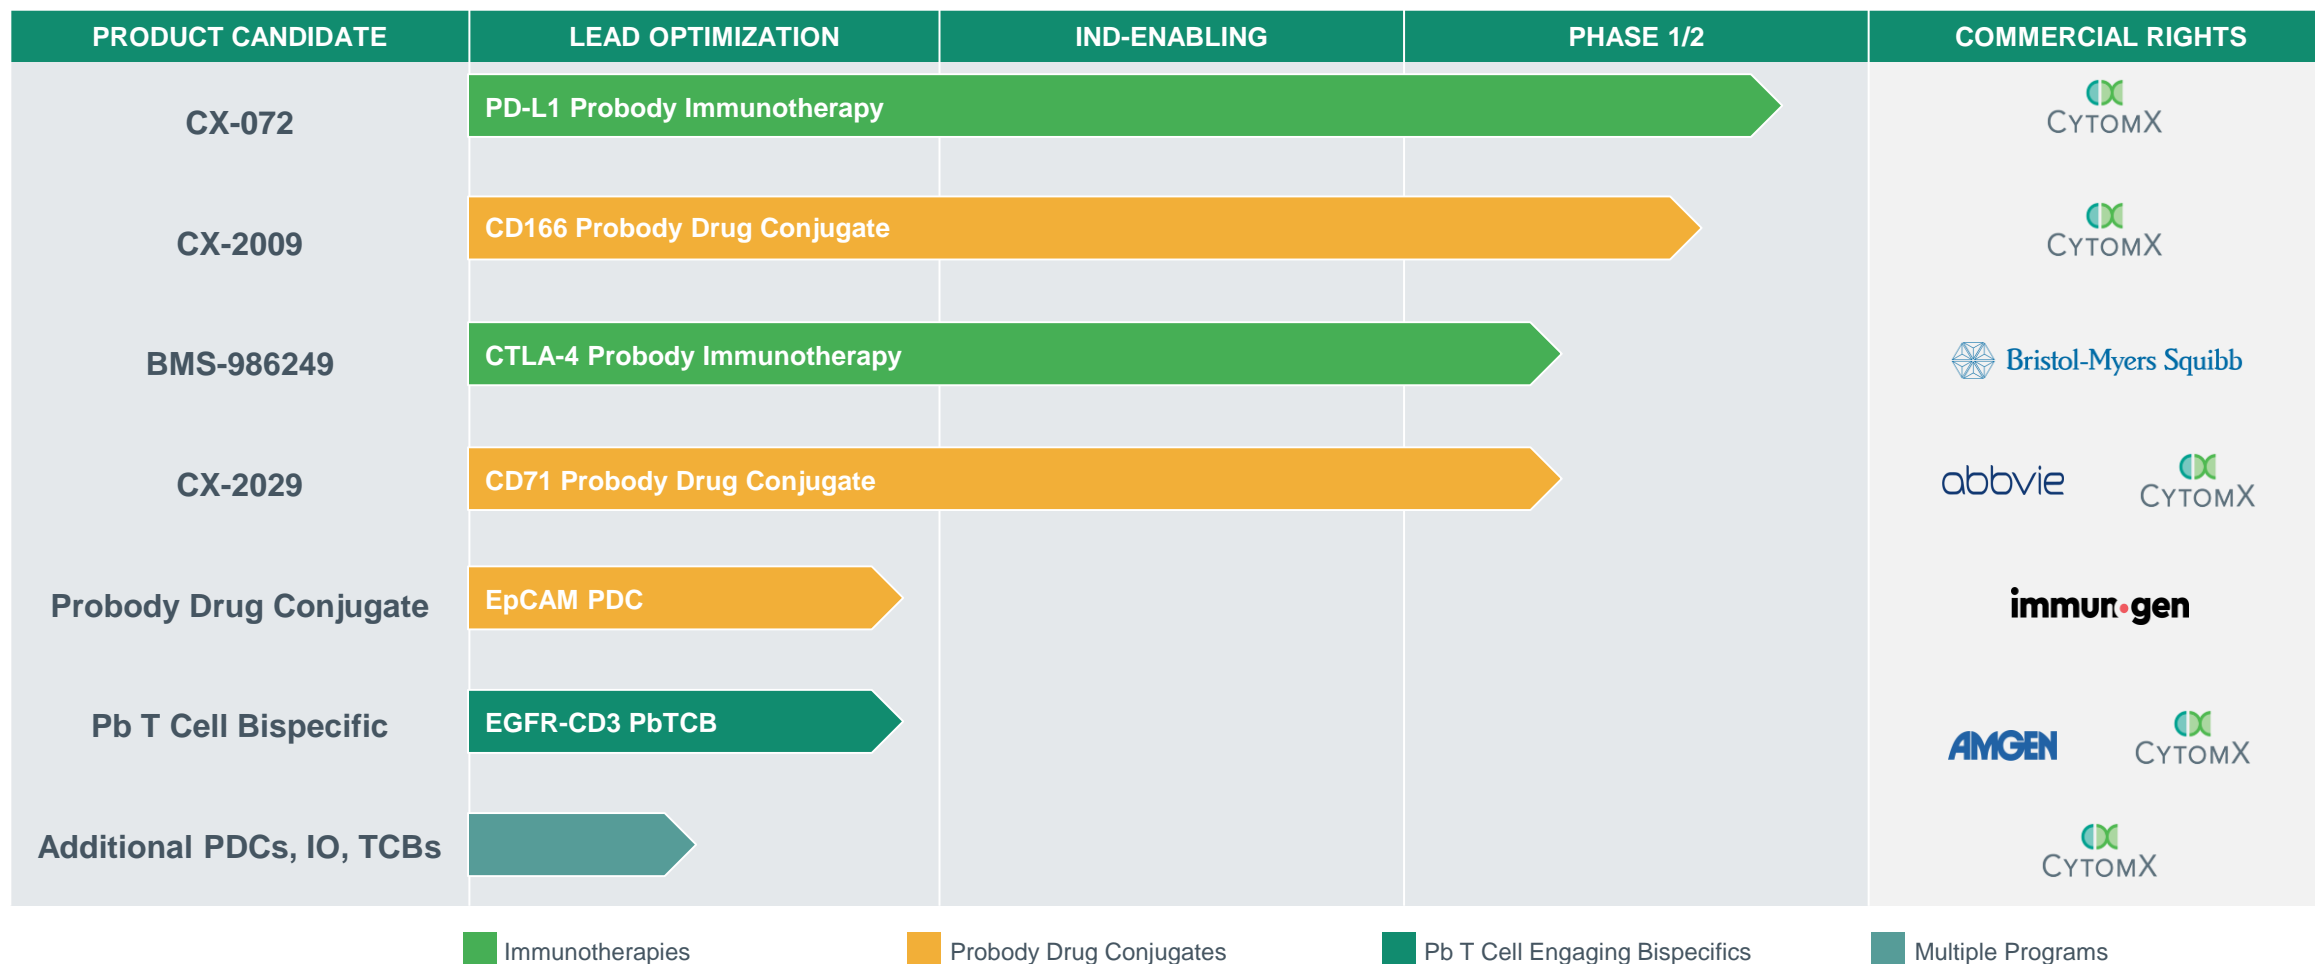 PRODUCT CANDIDATE LEAD OPTIMIZATION IND-ENABLING PHASE 1/2 COMMERCIAL RIGHTS
CX-072 PD-L1 Probody Immunotherapy CYTOMX
CX-2009 CD166 Probody Drug Conjugate CYTOMX
BMS-986249 CTLA-4 Probody Immunotherapy Bristol-Myers Squibb
CX-2029 CD71 Probody Drug Conjugate abbvie CYTOMX
Probody Drug Conjugate EpCAM PDC immunogen
Pb T Cell Bispecific EGFR-CD3 PbTCB AMGEN CYTOMX
Additional PDCs, IO, TCBs CYTOMX
Immunotherapies Probody Drug Conjugates Pb T Cell Engaging Bispecifics Multiple Programs